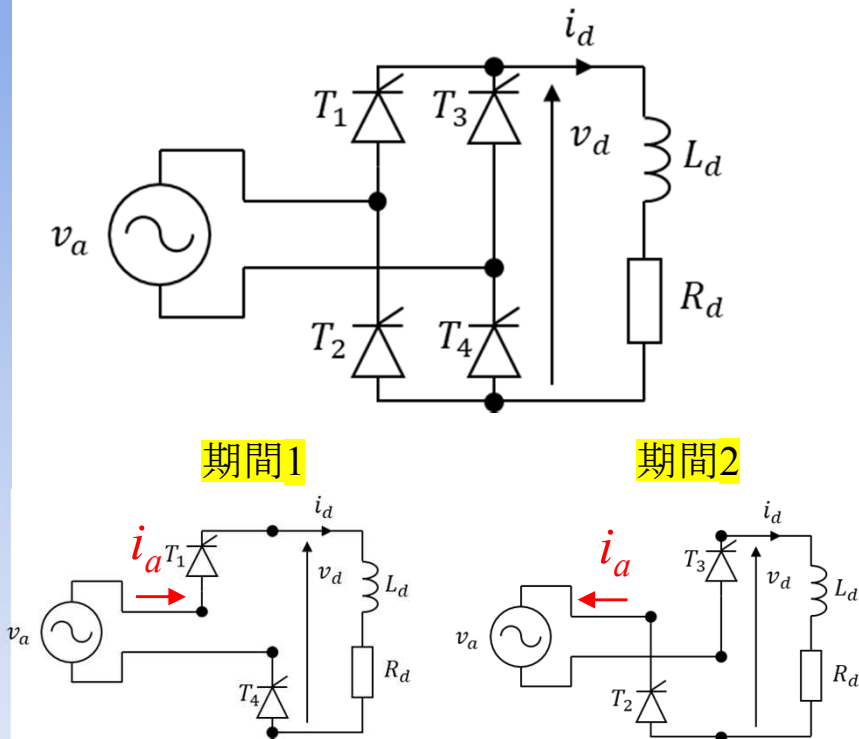 i_d
T_1
T_3
v_d
L_d
v_a
R_d
T_2
T_4
期間1
期間2
i_d
i_a
T_1
v_d
L_d
v_a
R_d
T_4
i_d
i_a
T_3
v_d
L_d
v_a
R_d
T_2